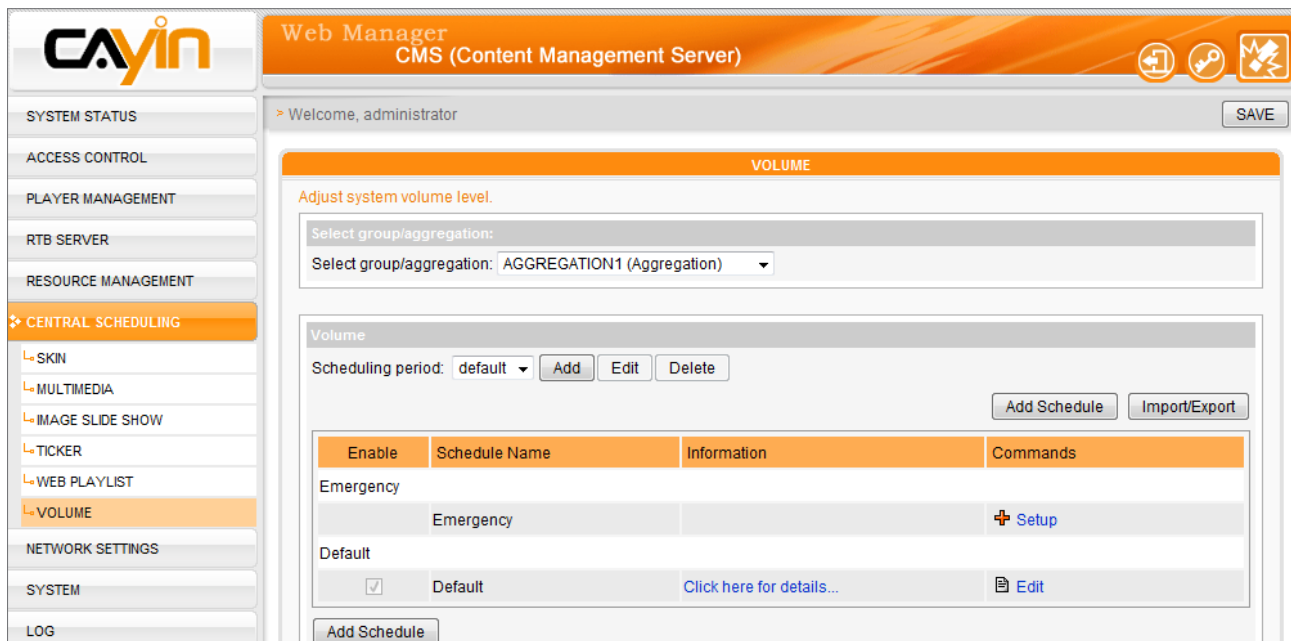 CAYIN
Web Manager
CMS (Content Management Server)
SYSTEM STATUS
ACCESS CONTROL
PLAYER MANAGEMENT
RTB SERVER
RESOURCE MANAGEMENT
CENTRAL SCHEDULING
SKIN
MULTIMEDIA
IMAGE SLIDE SHOW
TICKER
WEB PLAYLIST
VOLUME
NETWORK SETTINGS
SYSTEM
LOG
> Welcome, administrator
SAVE
VOLUME
Adjust system volume level.
Select group/aggregation:
Select group/aggregation: AGGREGATION1 (Aggregation)
Volume
Scheduling period: default Add Edit Delete
Add Schedule Import/Export
Enable Schedule Name Information Commands
Emergency
Emergency Setup
Default
Default Click here for details... Edit
Add Schedule